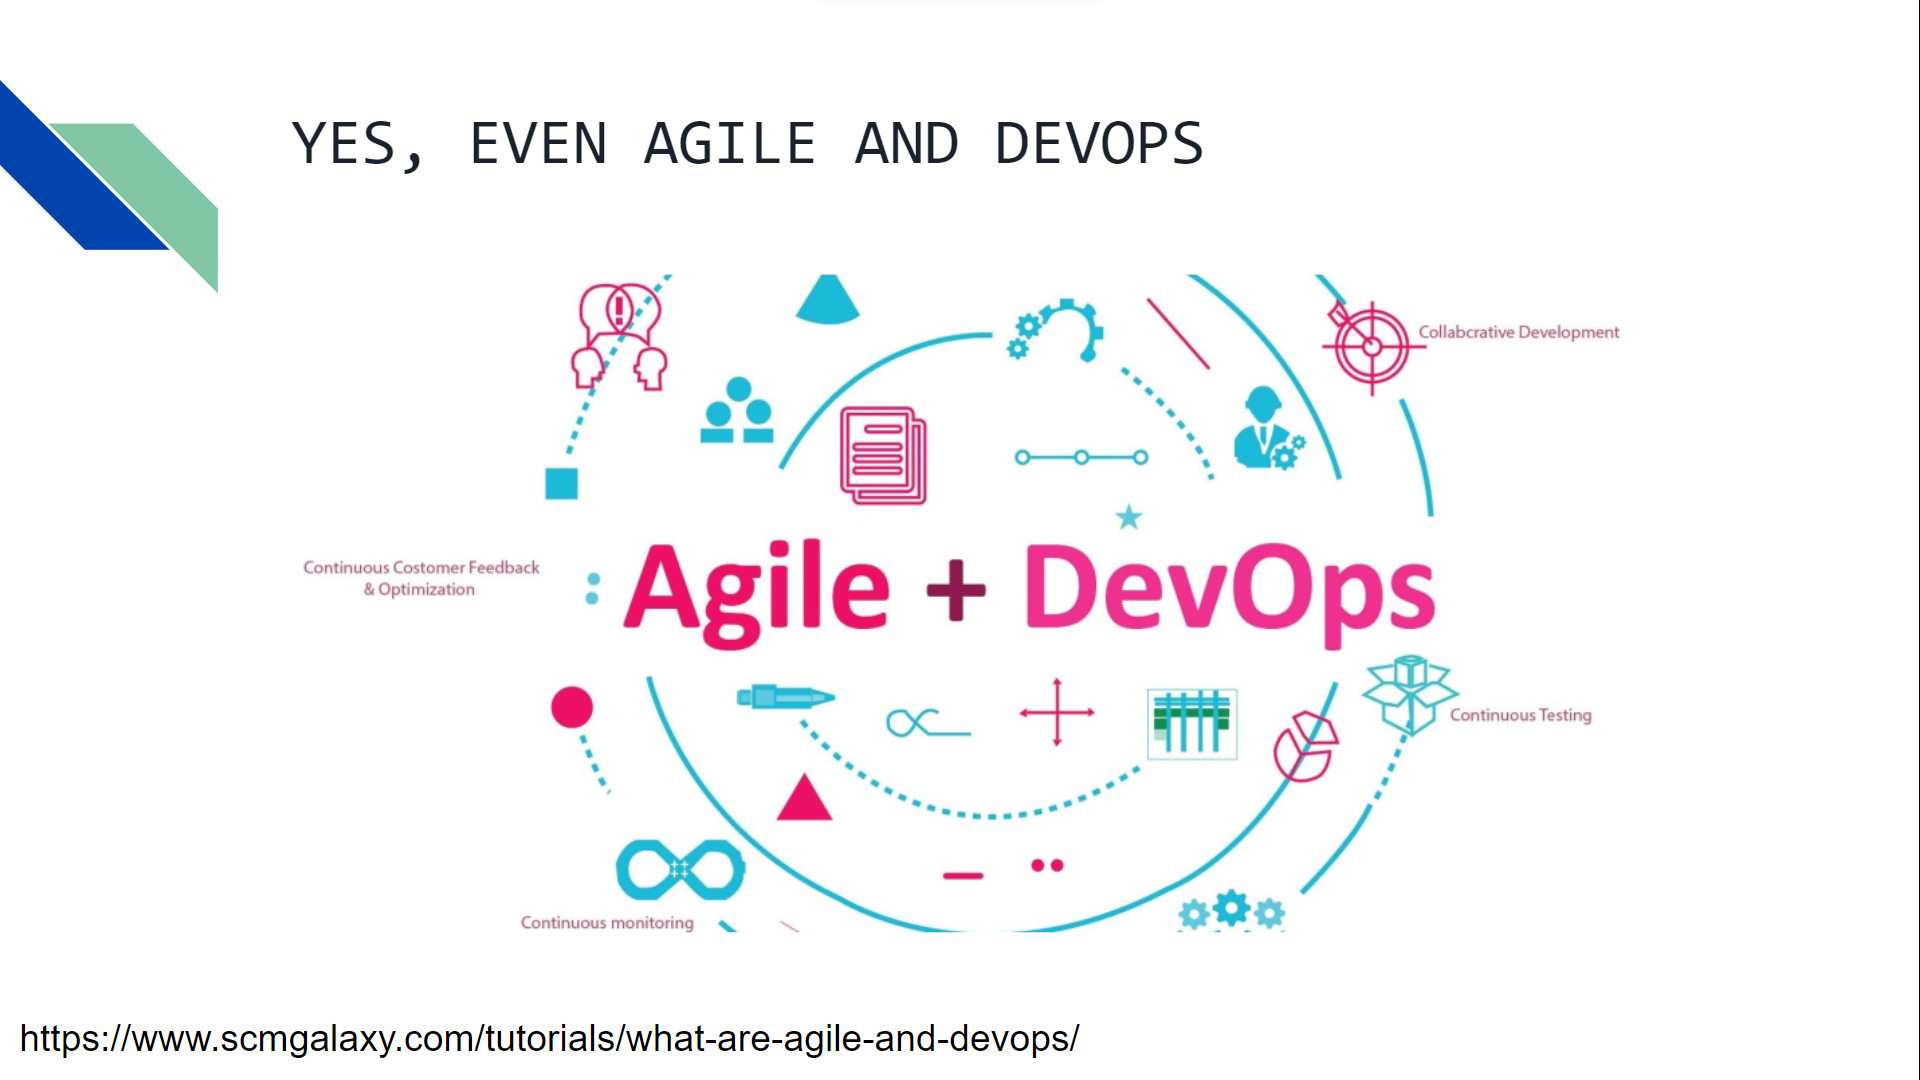 YES, EVEN AGILE AND DEVOPS
Collabcrative Development
Continuous Costomer Feedback
& Optimization
Agile + DevOps
Continuous Testing
Continuous monitoring
https://www.scmgalaxy.com/tutorials/what-are-agile-and-devops/